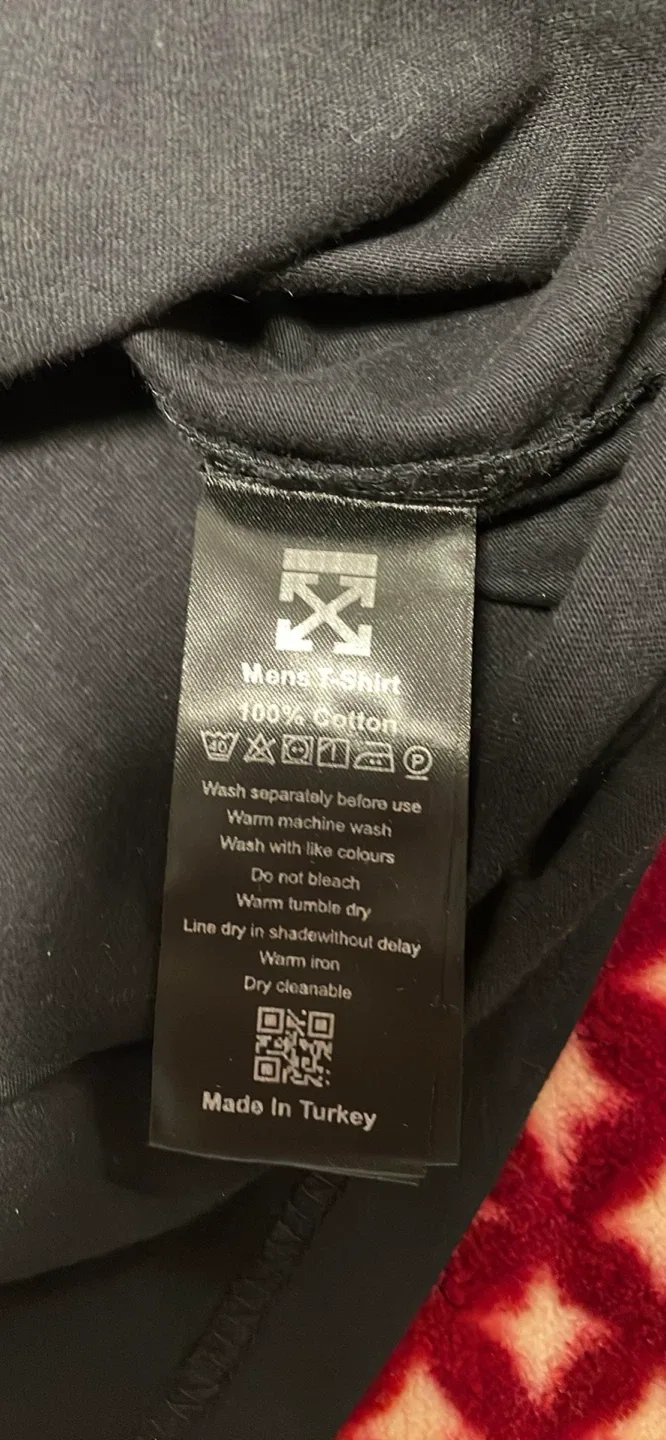 Mens T-Shirt
100% Cotton
40 P
Wash separately before use
Warm machine wash
Wash with like colours
Do not bleach
Warm tumble dry
Line dry in shadewithout delay
Warm iron
Dry cleanable
Made In Turkey